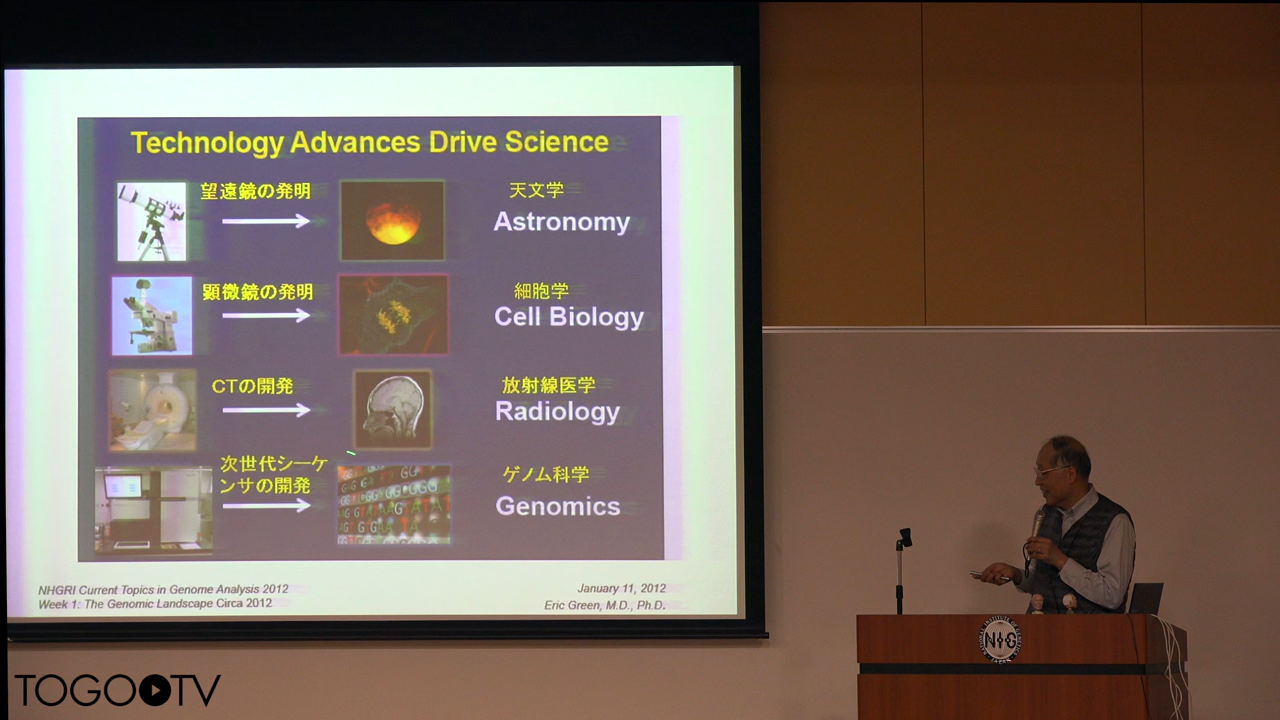 Technology Advances Drive Science
望遠鏡の発明
天文学
Astronomy
顕微鏡の発明
細胞学
Cell Biology
CTの開発
放射線医学
Radiology
次世代シーケ
ンサの開発
ゲノム科学
Genomics
NHGRI Current Topics in Genome Analysis 2012
Week 1: The Genomic Landscape Circa 2012
January 11, 2012
Eric Green, M.D., Ph.D.
NIG
JAPAN
TOGOTV